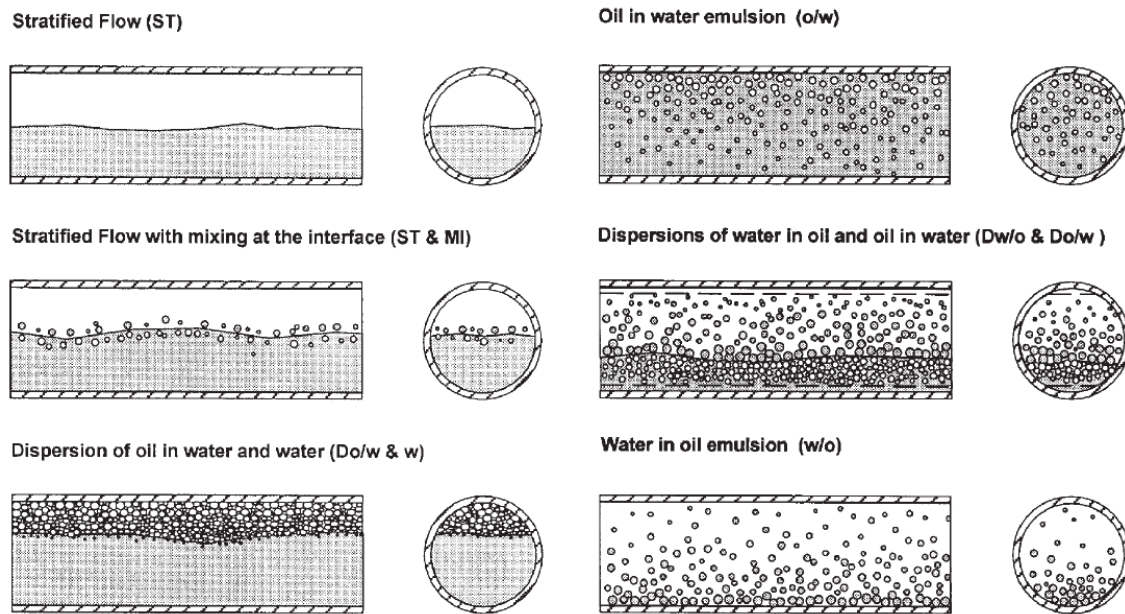 Stratified Flow (ST)
Oil in water emulsion (o/w)
Stratified Flow with mixing at the interface (ST & MI)
Dispersions of water in oil and oil in water (Dw/o & Do/w )
Dispersion of oil in water and water (Do/w & w)
Water in oil emulsion (w/o)